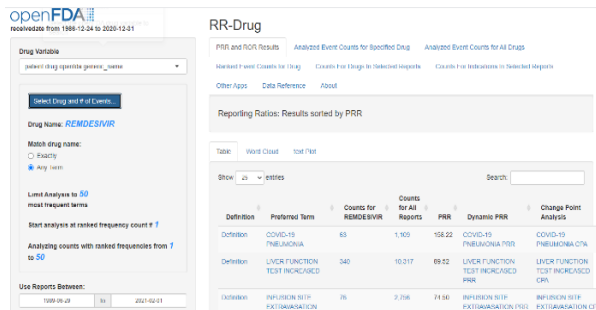 openFDA
receivedate from 1989-12-24 to 2020-12-31
Drug Variable
patient.drug.openfda.generic_name
Select Drug and # of Events...
Drug Name: REMDESIVIR
Match drug name:
Exactly
Any Term
Limit Analysis to 50
most frequent terms
Start analysis at ranked frequency count # 1
Analyzing counts with ranked frequencies from 1
to 50
Use Reports Between:
1989-06-29 to 2021-02-01
RR-Drug
PRR and ROR Results Analyzed Event Counts for Specified Drug Analyzed Event Counts for All Drugs
Ranked Event Counts for Drug Counts For Drugs In Selected Reports Counts For Indications In Selected Reports
Other Apps Data Reference About
Reporting Ratios: Results sorted by PRR
Table Word Cloud Text Plot
Show 25 entries Search:
Counts
Counts for for All Change Point
Definition Preferred Term REMDESIVIR Reports PRR Dynamic PRR Analysis
Definition COVID-19 63 1,109 158.22 COVID-19 COVID-19
PNEUMONIA PNEUMONIA PRR PNEUMONIA CPA
Definition LIVER FUNCTION 340 10,217 89.52 LIVER FUNCTION LIVER FUNCTION
TEST INCREASED TEST INCREASED TEST INCREASED
PRR CPA
Definition INFUSION SITE 76 2,756 74.50 INFUSION SITE INFUSION SITE
EXTRAVASATION EXTRAVASATION PRR EXTRAVASATION